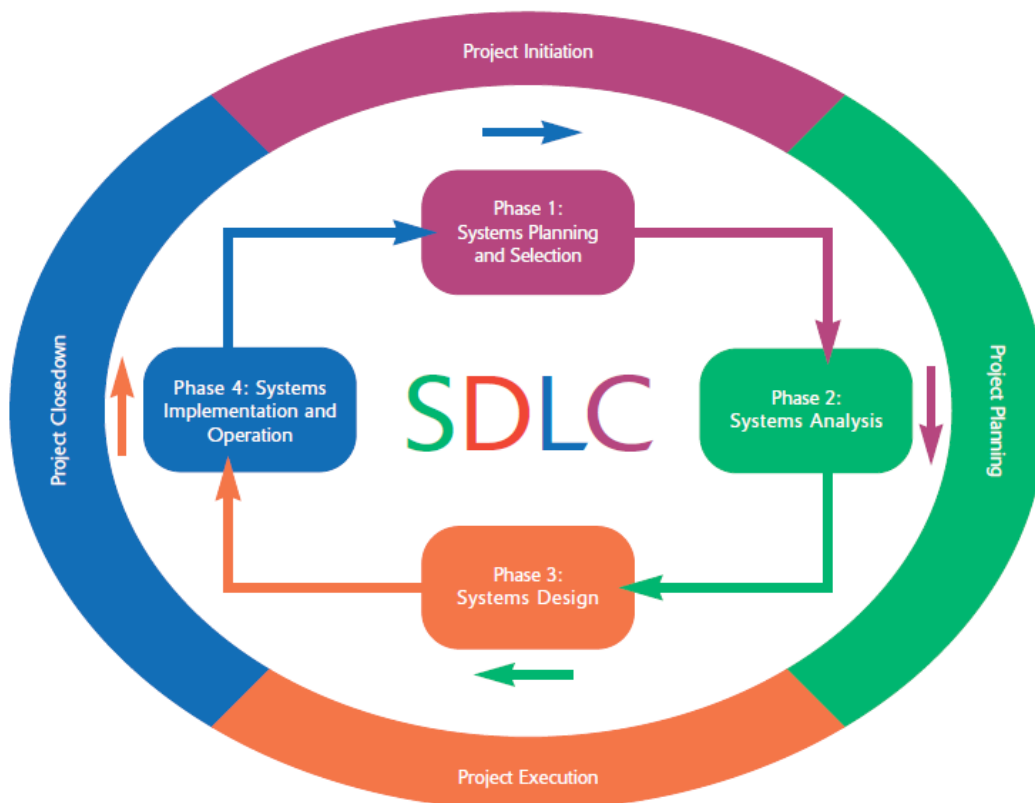 Project Initiation
Phase 1:
Systems Planning
and Selection
Project Closedown
Phase 4: Systems
Implementation and
Operation
SDLC
Phase 2:
Systems Analysis
Project Planning
Phase 3:
Systems Design
Project Execution